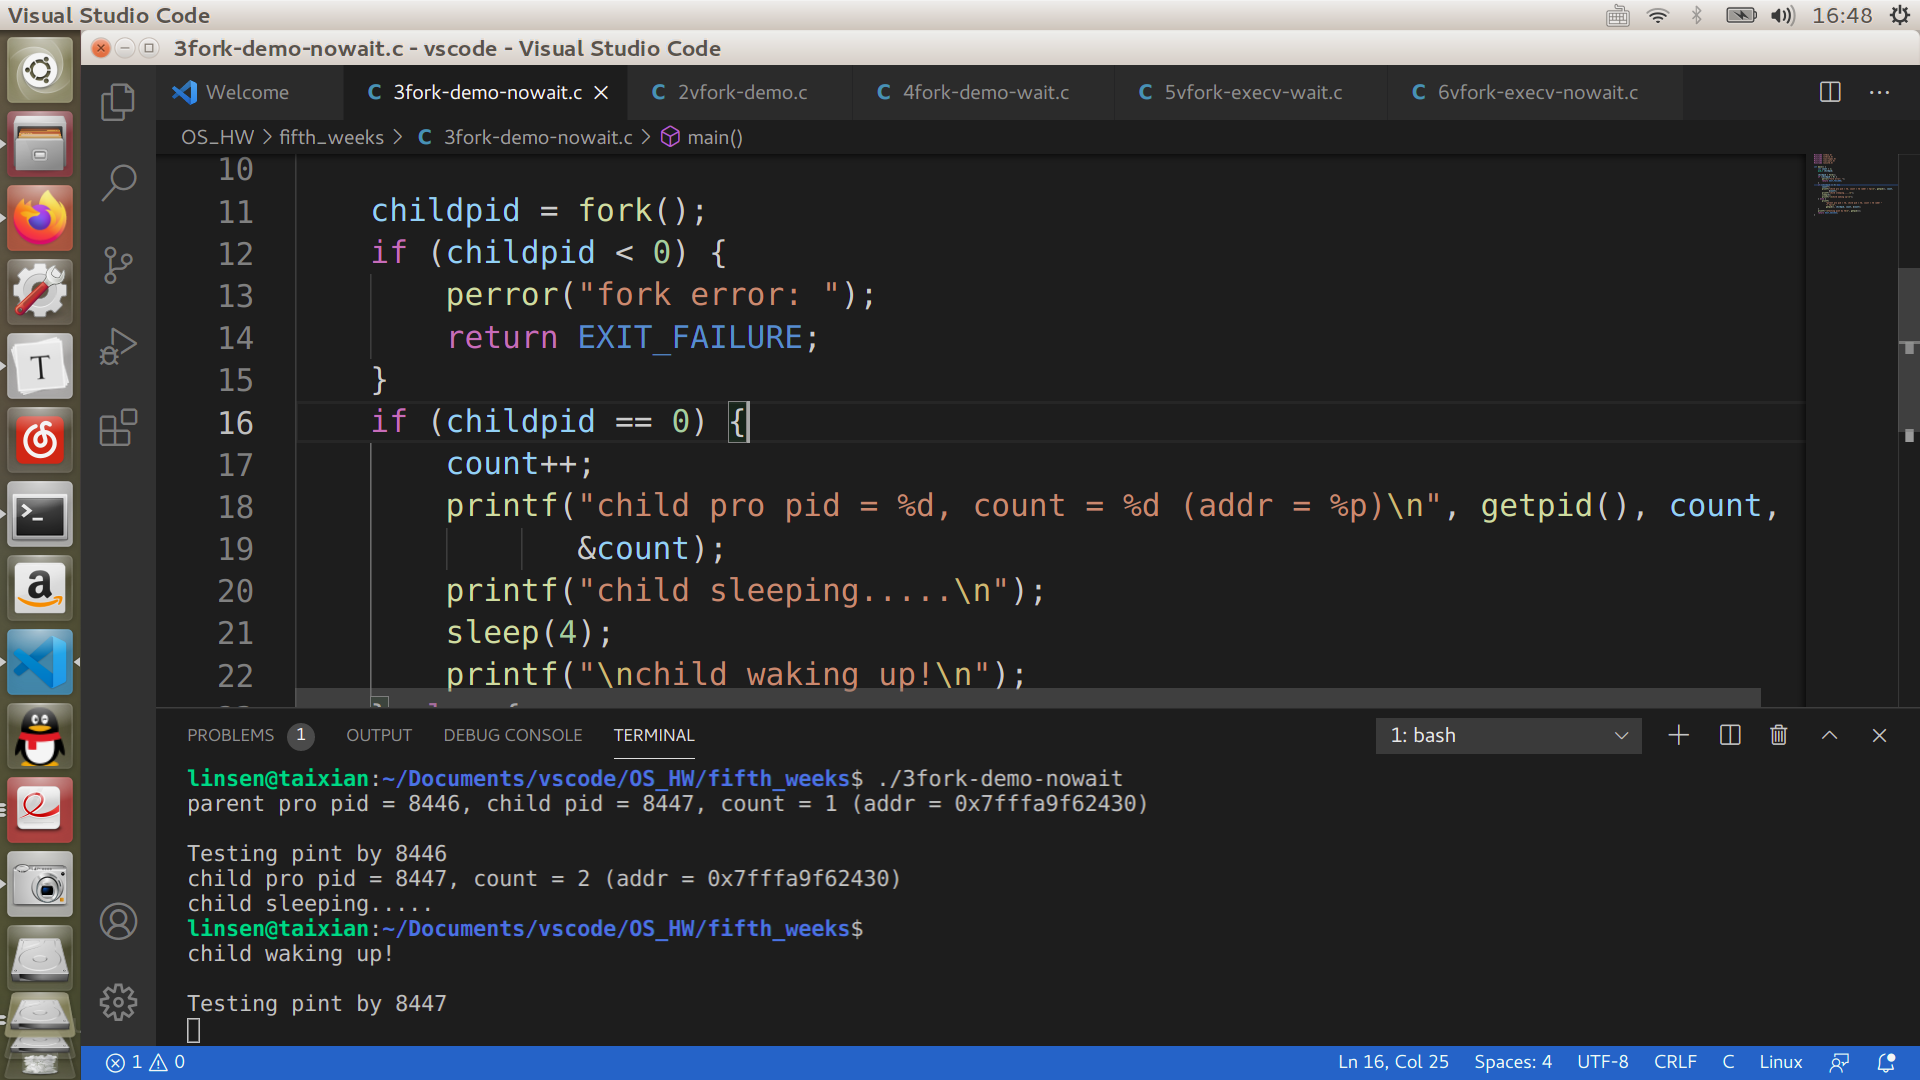 Visual Studio Code
16:48
3fork-demo-nowait.c - vscode - Visual Studio Code
Welcome
C 3fork-demo-nowait.c
C 2vfork-demo.c
C 4fork-demo-wait.c
C 5vfork-execv-wait.c
C 6vfork-execv-nowait.c
OS_HW > fifth_weeks > C 3fork-demo-nowait.c > main()
10
11 childpid = fork();
12 if (childpid < 0) {
13 perror("fork error: ");
14 return EXIT_FAILURE;
15 }
16 if (childpid == 0) {
17 count++;
18 printf("child pro pid = %d, count = %d (addr = %p)\n", getpid(), count,
19 &count);
20 printf("child sleeping.....\n");
21 sleep(4);
22 printf("\nchild waking up!\n");
PROBLEMS 1 OUTPUT DEBUG CONSOLE TERMINAL 1: bash
linsen@taixian:~/Documents/vscode/OS_HW/fifth_weeks$ ./3fork-demo-nowait
parent pro pid = 8446, child pid = 8447, count = 1 (addr = 0x7fffa9f62430)
Testing pint by 8446
child pro pid = 8447, count = 2 (addr = 0x7fffa9f62430)
child sleeping.....
linsen@taixian:~/Documents/vscode/OS_HW/fifth_weeks$
child waking up!
Testing pint by 8447
1 0 Ln 16, Col 25 Spaces: 4 UTF-8 CRLF C Linux